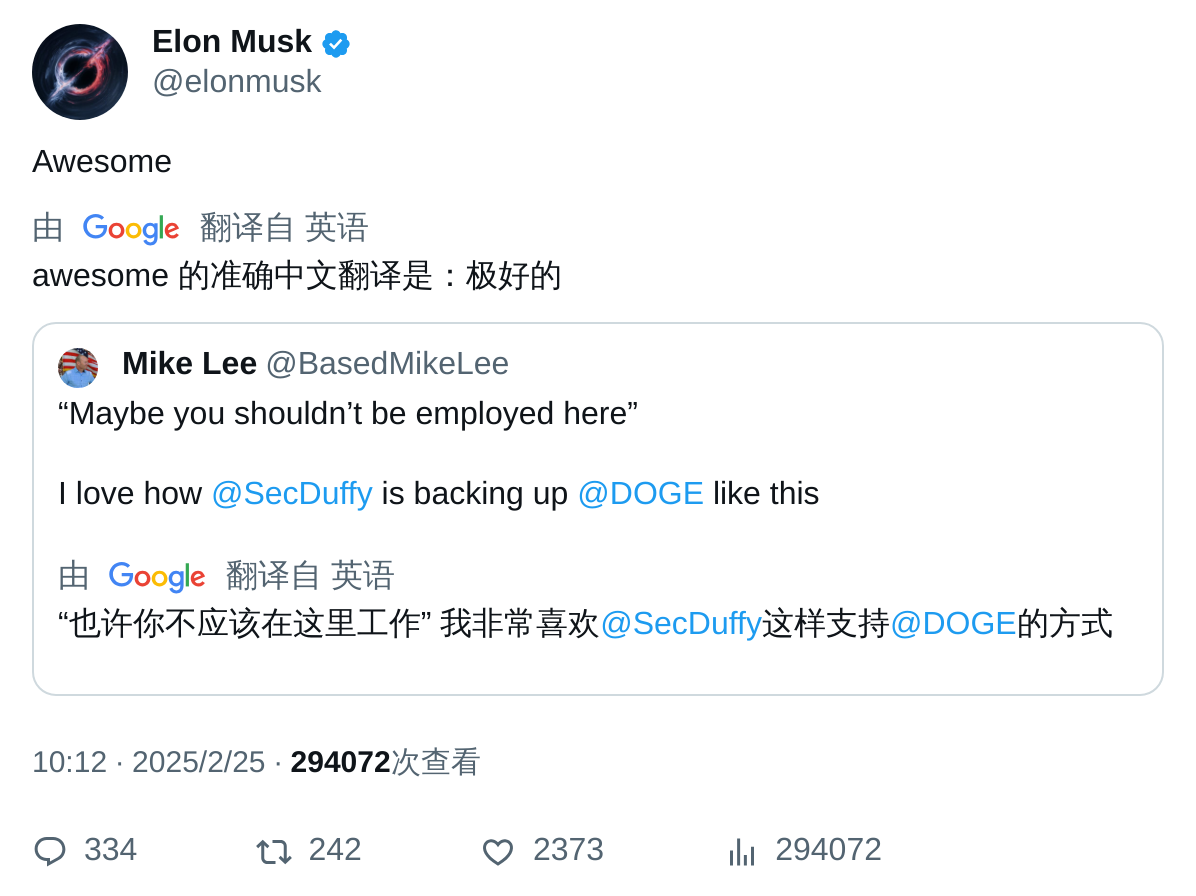 Elon Musk
@elonmusk
Awesome
由 Google 翻译自 英语
awesome 的准确中文翻译是：极好的
Mike Lee @BasedMikeLee
“Maybe you shouldn’t be employed here”
I love how @SecDuffy is backing up @DOGE like this
由 Google 翻译自 英语
“也许你不应该在这里工作” 我非常喜欢@SecDuffy这样支持@DOGE的方式
10:12 · 2025/2/25 · 294072次查看
334 242 2373 294072